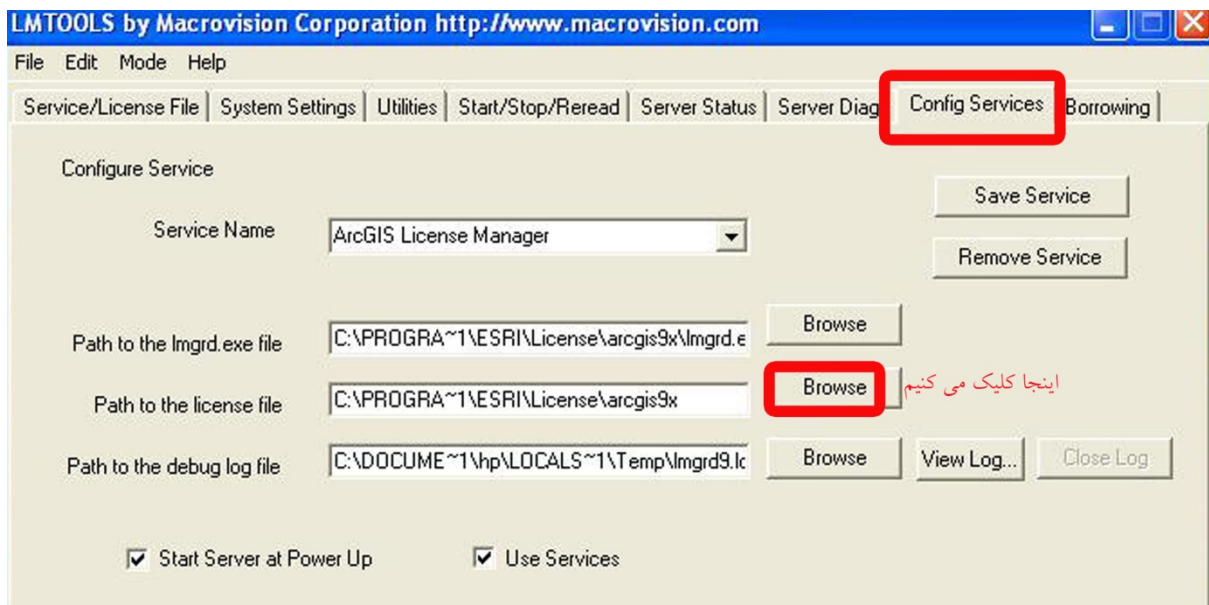 LMTOOLS by Macrovision Corporation http://www.macrovision.com
File Edit Mode Help
Service/License File System Settings Utilities Start/Stop/Reread Server Status Server Diag Config Services Borrowing
Configure Service
Save Service
Service Name ArcGIS License Manager
Remove Service
Path to the lmgrd.exe file C:\PROGRA~1\ESRI\License\arcgis9x\lmgrd.e Browse
Path to the license file C:\PROGRA~1\ESRI\License\arcgis9x Browse اینجا کلیک می کنیم
Path to the debug log file C:\DOCUME~1\hp\LOCALS~1\Temp\lmgrd9.lc Browse View Log... Close Log
Start Server at Power Up Use Services